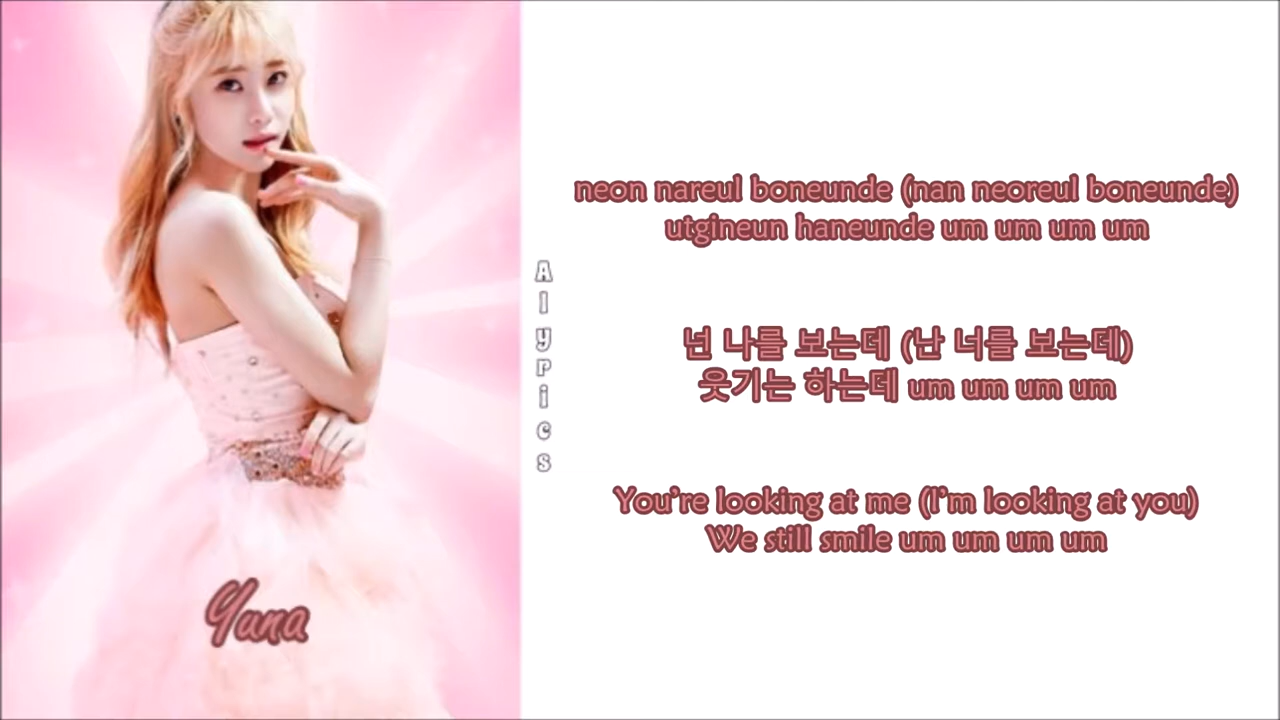 neon nareul boneunde (nan neoreul boneunde)
utgineun haneunde um um um um
넌 나를 보는데 (난 너를 보는데)
웃기는 하는데 um um um um
You're looking at me (I'm looking at you)
We still smile um um um um
Alyrics
Yuna